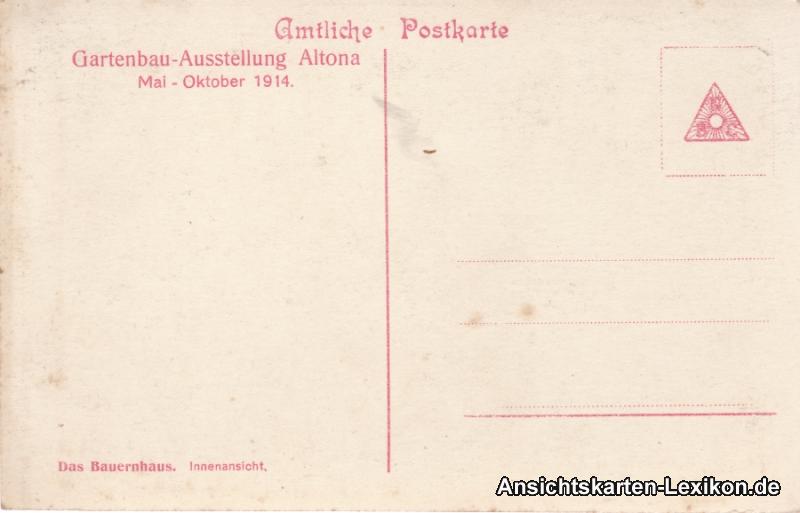 Amtliche Postkarte
Gartenbau-Ausstellung Altona
Mai - Oktober 1914.
Das Bauernhaus. Innenansicht.
Ansichtskarten-Lexikon.de